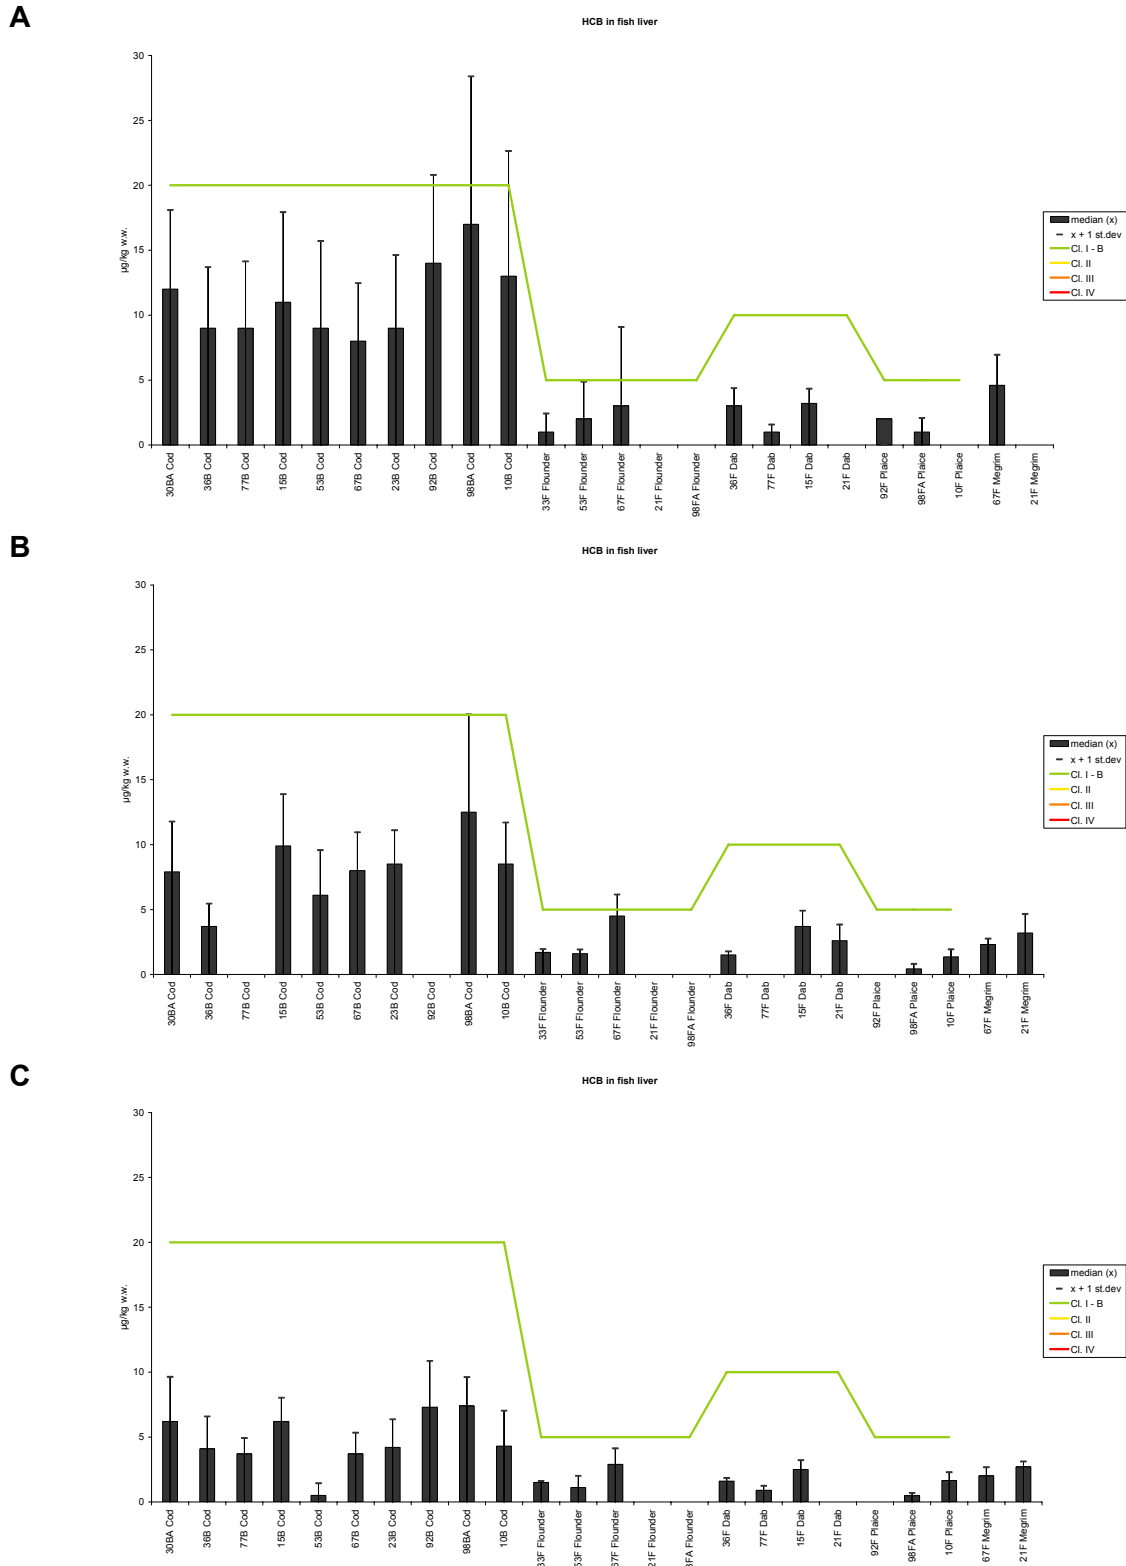 A
HCB in fish liver
µg/kg w.w.
30
25
20
15
10
5
0
30BA Cod
36B Cod
77B Cod
15B Cod
53B Cod
67B Cod
23B Cod
92B Cod
98BA Cod
10B Cod
33F Flounder
53F Flounder
67F Flounder
21F Flounder
98FA Flounder
36F Dab
77F Dab
15F Dab
21F Dab
92F Plaice
98FA Plaice
10F Plaice
67F Megrim
21F Megrim
median (x)
x + 1 st.dev
Cl. I - B
Cl. II
Cl. III
Cl. IV
B
HCB in fish liver
µg/kg w.w.
30
25
20
15
10
5
0
30BA Cod
36B Cod
77B Cod
15B Cod
53B Cod
67B Cod
23B Cod
92B Cod
98BA Cod
10B Cod
33F Flounder
53F Flounder
67F Flounder
21F Flounder
98FA Flounder
36F Dab
77F Dab
15F Dab
21F Dab
92F Plaice
98FA Plaice
10F Plaice
67F Megrim
21F Megrim
median (x)
x + 1 st.dev
Cl. I - B
Cl. II
Cl. III
Cl. IV
C
HCB in fish liver
µg/kg w.w.
30
25
20
15
10
5
0
30BA Cod
36B Cod
77B Cod
15B Cod
53B Cod
67B Cod
23B Cod
92B Cod
98BA Cod
10B Cod
33F Flounder
53F Flounder
67F Flounder
21F Flounder
8FA Flounder
36F Dab
77F Dab
15F Dab
21F Dab
92F Plaice
98FA Plaice
10F Plaice
67F Megrim
21F Megrim
median (x)
x + 1 st.dev
Cl. I - B
Cl. II
Cl. III
Cl. IV